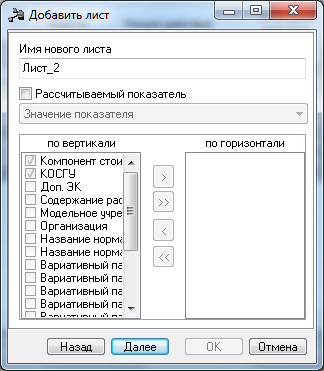 Добавить лист
Имя нового листа
Лист_2
Рассчитываемый показатель
Значение показателя
по вертикали
по горизонтали
Компонент стои
КОСГУ
Доп. ЭК
Содержание рас
Модельное учре
Организация
Название норма
Название норма
Вариативный па
Вариативный па
Вариативный па
Вариативный па
>
>>
<
<<
Назад
Далее
OK
Отмена